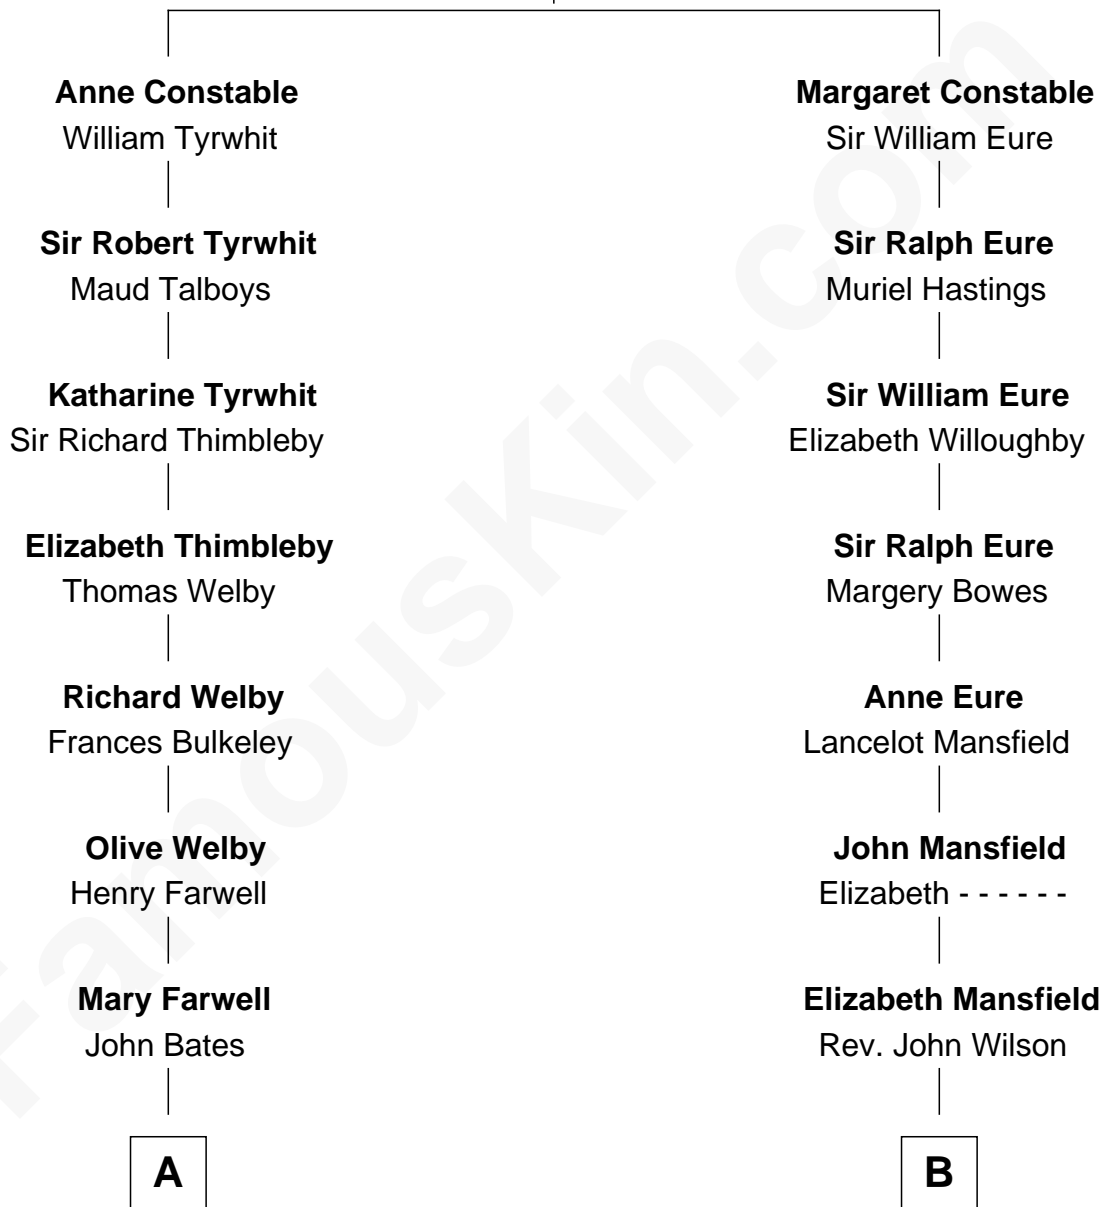 Anne Constable
William Tyrwhit
Sir Robert Tyrwhit
Maud Talboys
Katharine Tyrwhit
Sir Richard Thimbleby
Elizabeth Thimbleby
Thomas Welby
Richard Welby
Frances Bulkeley
Olive Welby
Henry Farwell
Mary Farwell
John Bates
A
Margaret Constable
Sir William Eure
Sir Ralph Eure
Muriel Hastings
Sir William Eure
Elizabeth Willoughby
Sir Ralph Eure
Margery Bowes
Anne Eure
Lancelot Mansfield
John Mansfield
Elizabeth - - - - - -
Elizabeth Mansfield
Rev. John Wilson
B
FamousKin.com